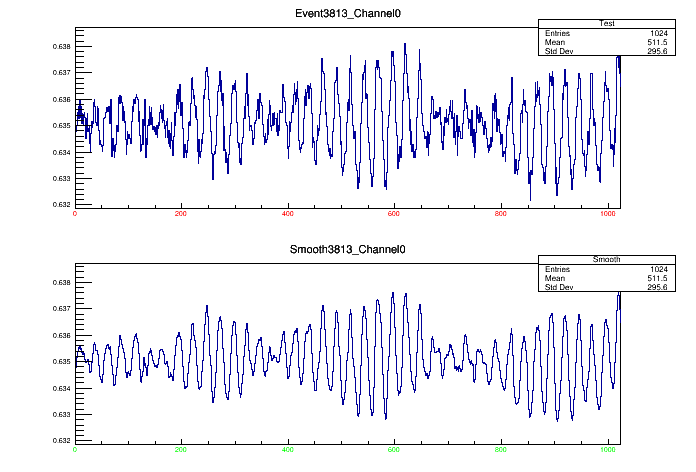 Event3813_Channel0
Test
Entries 1024
Mean 511.5
Std Dev 295.6
0.638
0.637
0.636
0.635
0.634
0.633
0.632
0 200 400 600 800 1000
Smooth3813_Channel0
Smooth
Entries 1024
Mean 511.5
Std Dev 295.6
0.638
0.637
0.636
0.635
0.634
0.633
0.632
0 200 400 600 800 1000